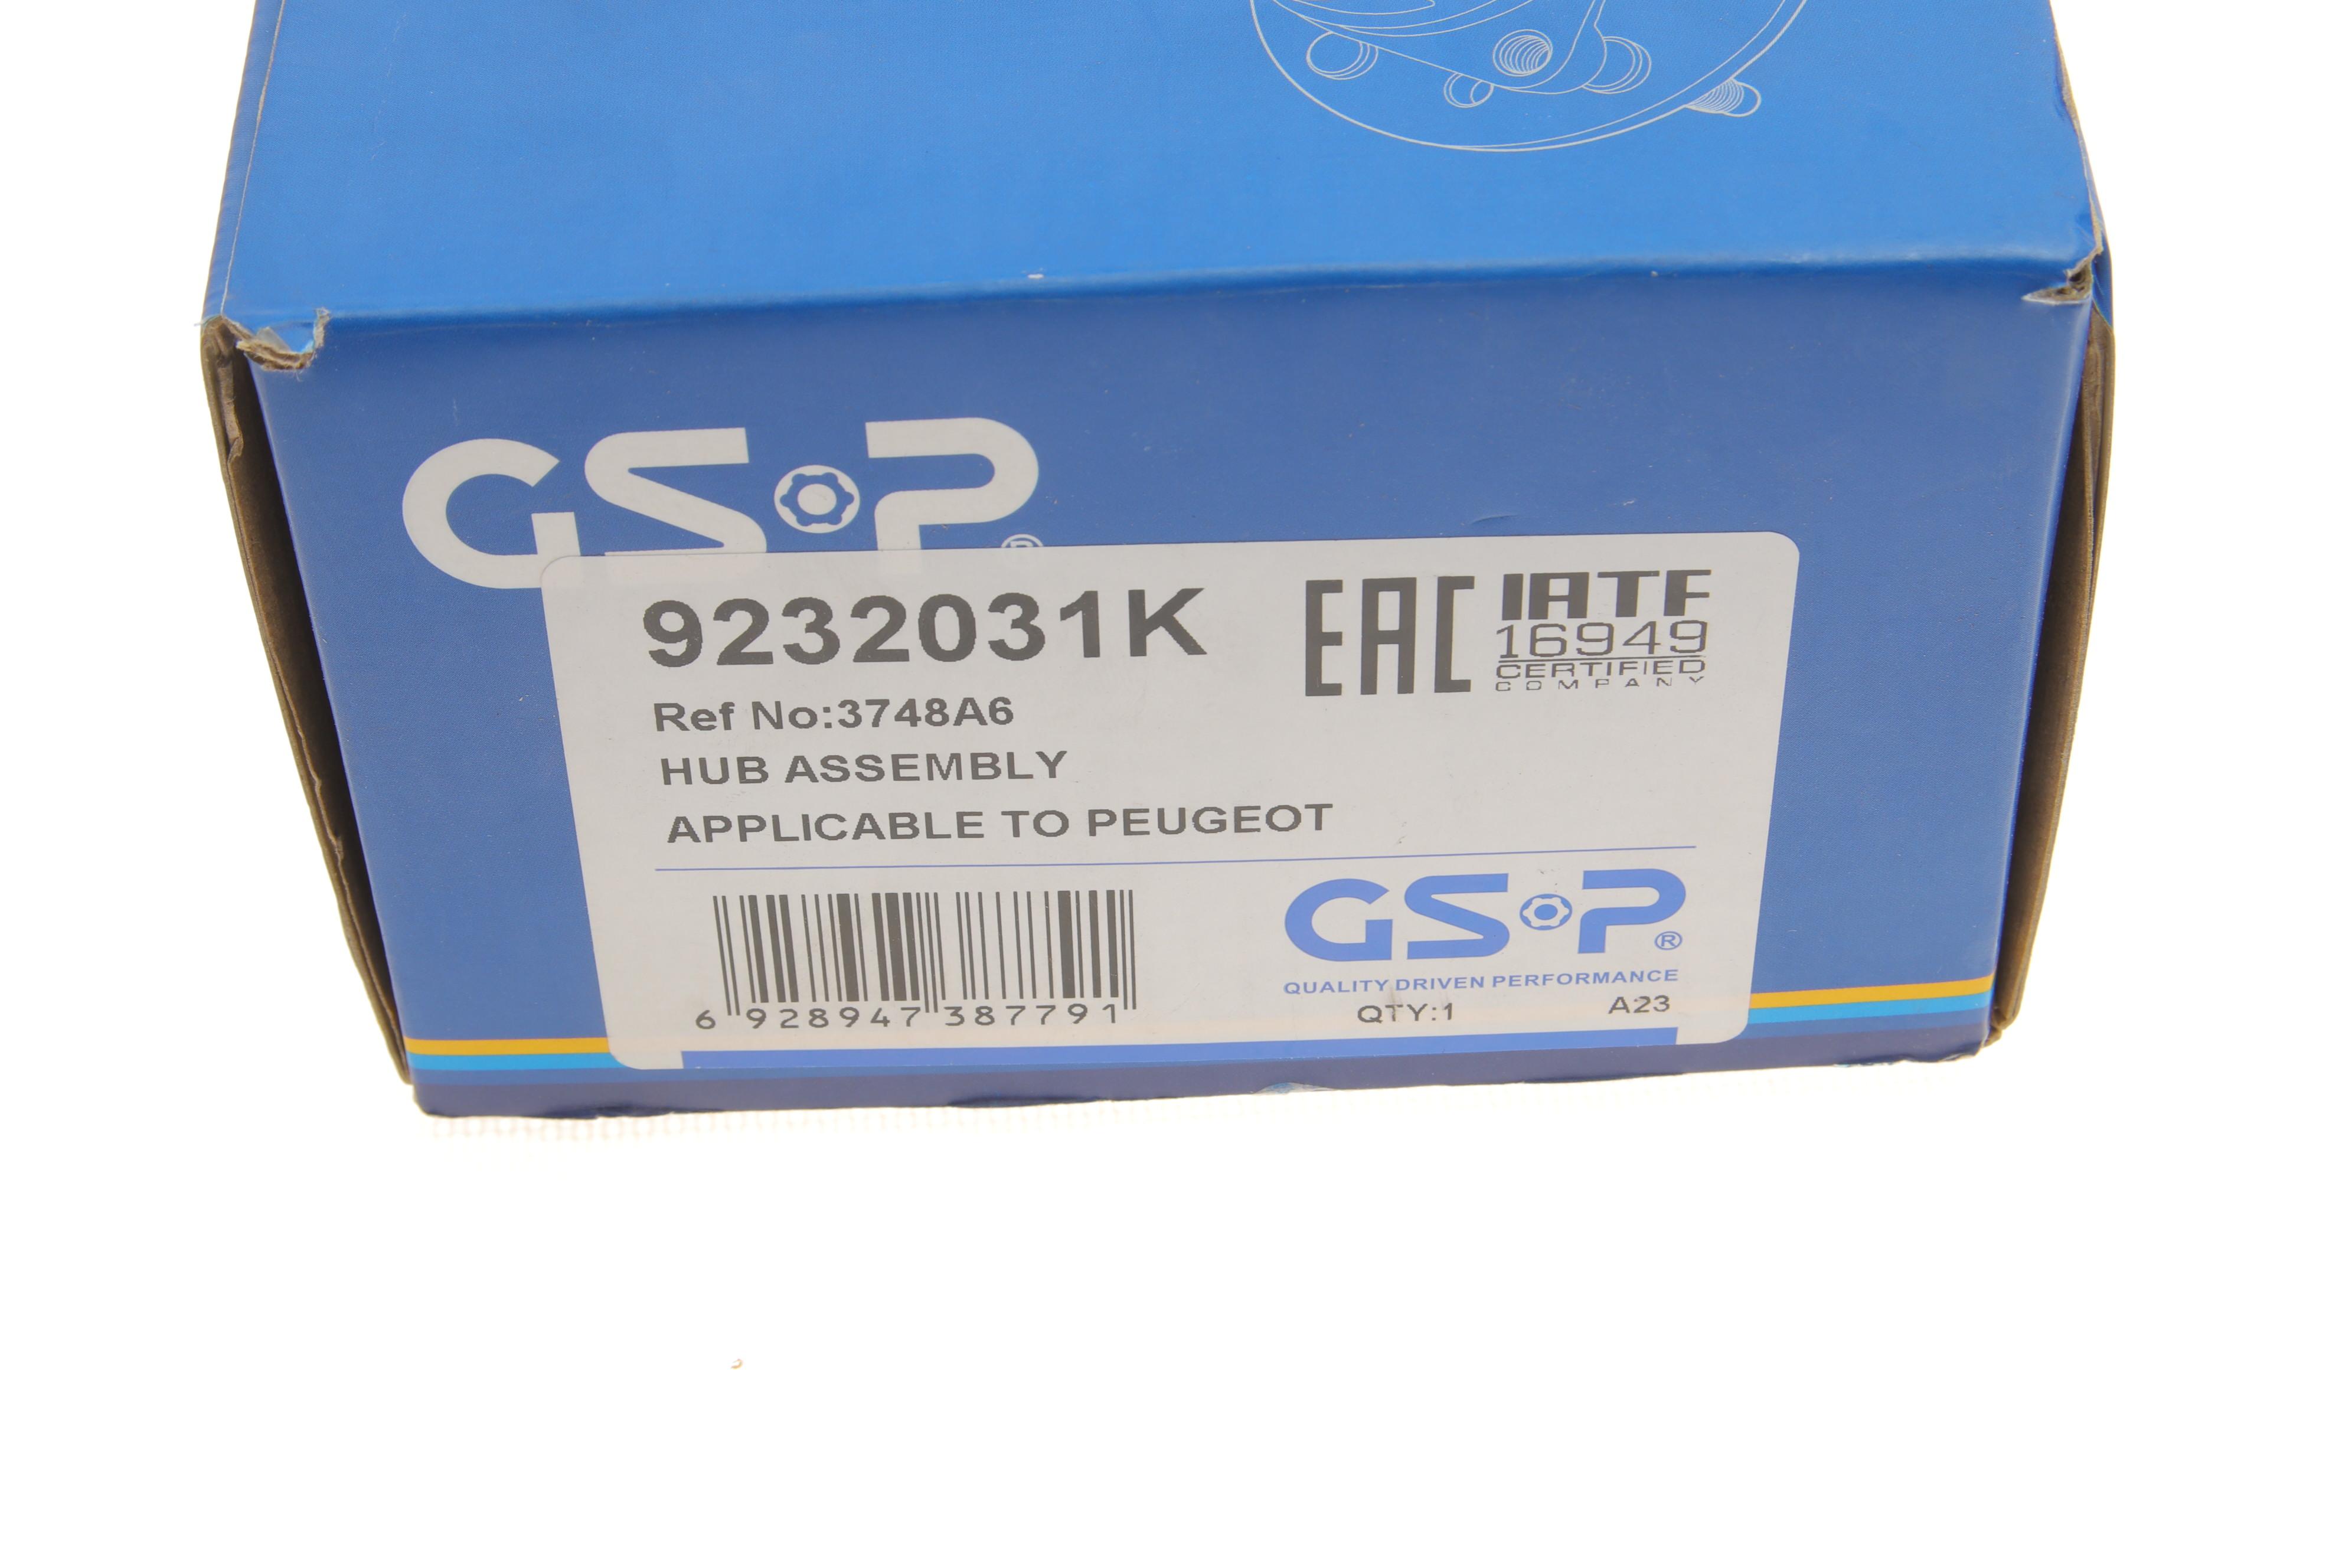 GSP®
9232031K
EAC
IATF
16949
CERTIFIED
COMPANY
Ref No:3748A6
HUB ASSEMBLY
APPLICABLE TO PEUGEOT
6 928947 387791
GSP®
QUALITY DRIVEN PERFORMANCE
QTY:1 A23